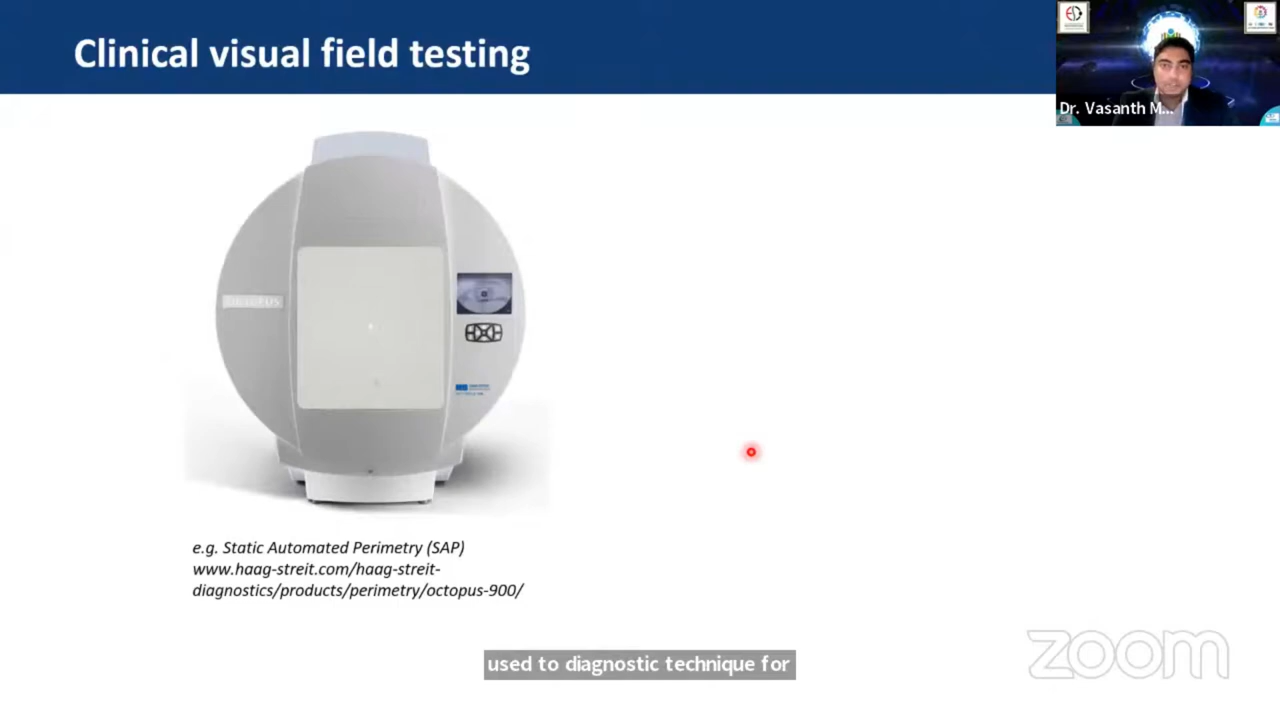 Clinical visual field testing
Dr. Vasanth M...
OCTOPUS
e.g. Static Automated Perimetry (SAP)
www.haag-streit.com/haag-streit-
diagnostics/products/perimetry/octopus-900/
used to diagnostic technique for
zoom